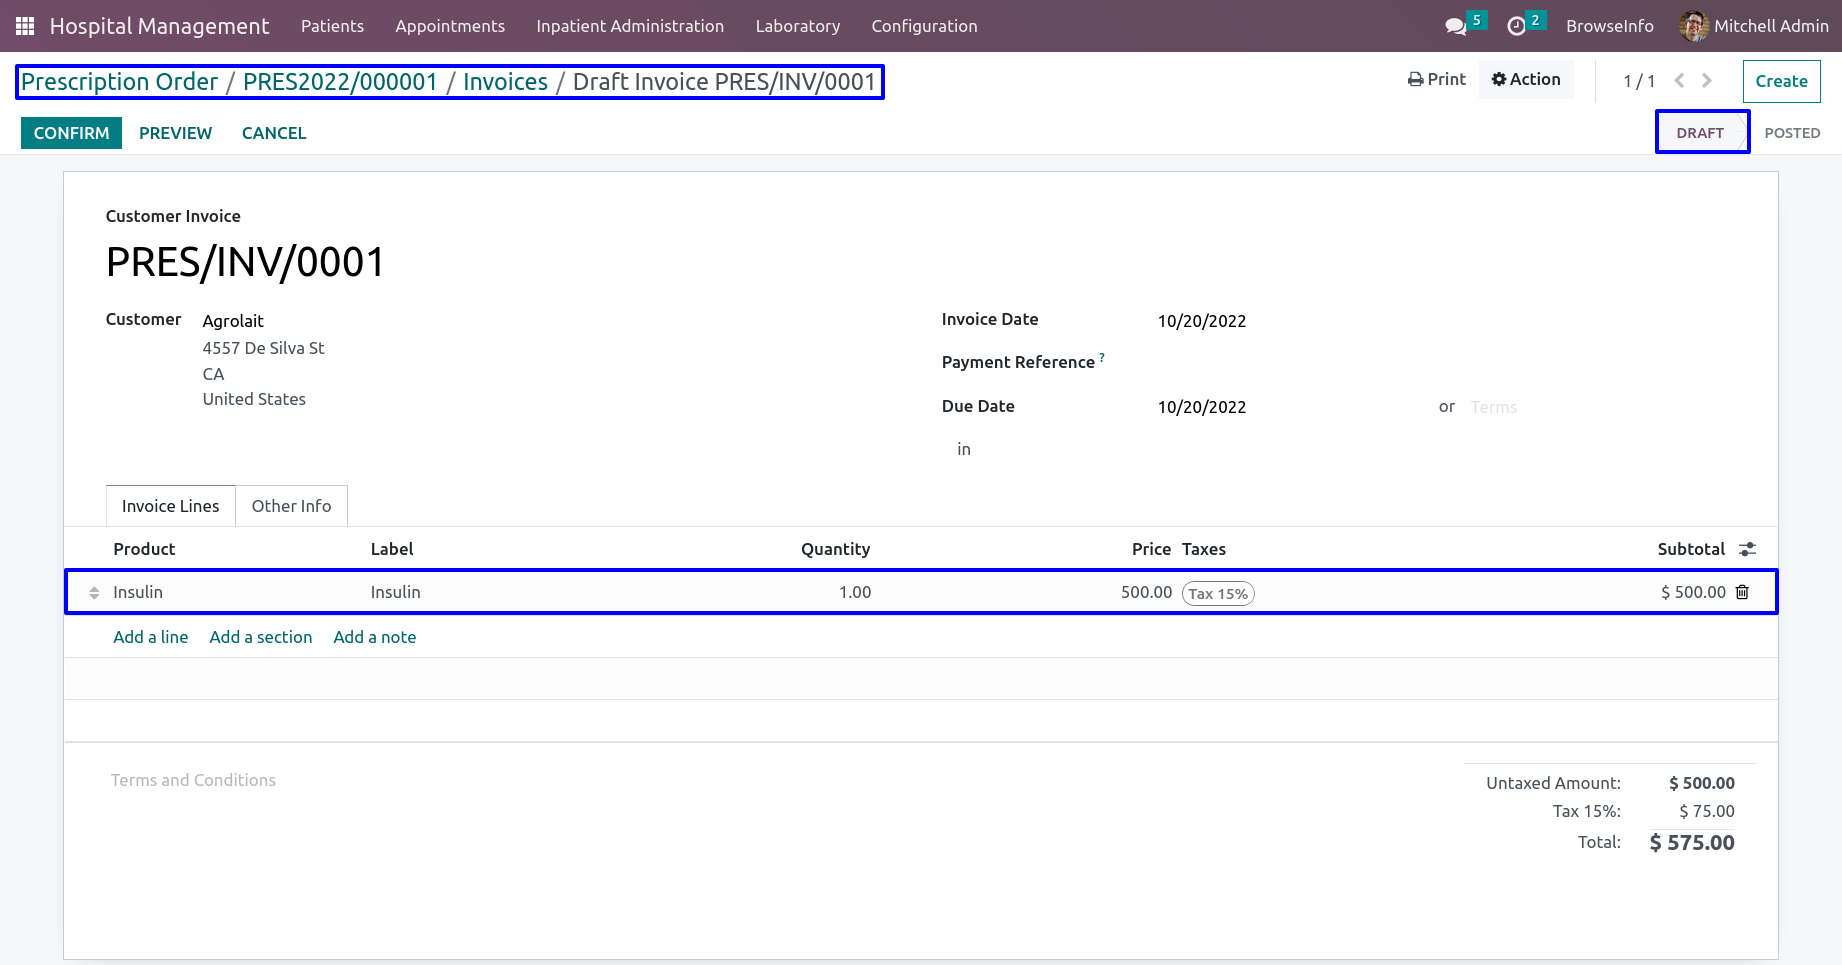 Hospital Management Patients Appointments Inpatient Administration Laboratory Configuration 5 2 BrowseInfo Mitchell Admin
Prescription Order / PRES2022/000001 / Invoices / Draft Invoice PRES/INV/0001 Print Action 1 / 1 Create
CONFIRM PREVIEW CANCEL DRAFT POSTED
Customer Invoice
PRES/INV/0001
Customer Agrolait Invoice Date 10/20/2022
4557 De Silva St
CA Payment Reference ?
United States Due Date 10/20/2022 or Terms
in
Invoice Lines Other Info
Product Label Quantity Price Taxes Subtotal
Insulin Insulin 1.00 500.00 Tax 15% $ 500.00
Add a line Add a section Add a note
Terms and Conditions Untaxed Amount: $ 500.00
Tax 15%: $ 75.00
Total: $ 575.00